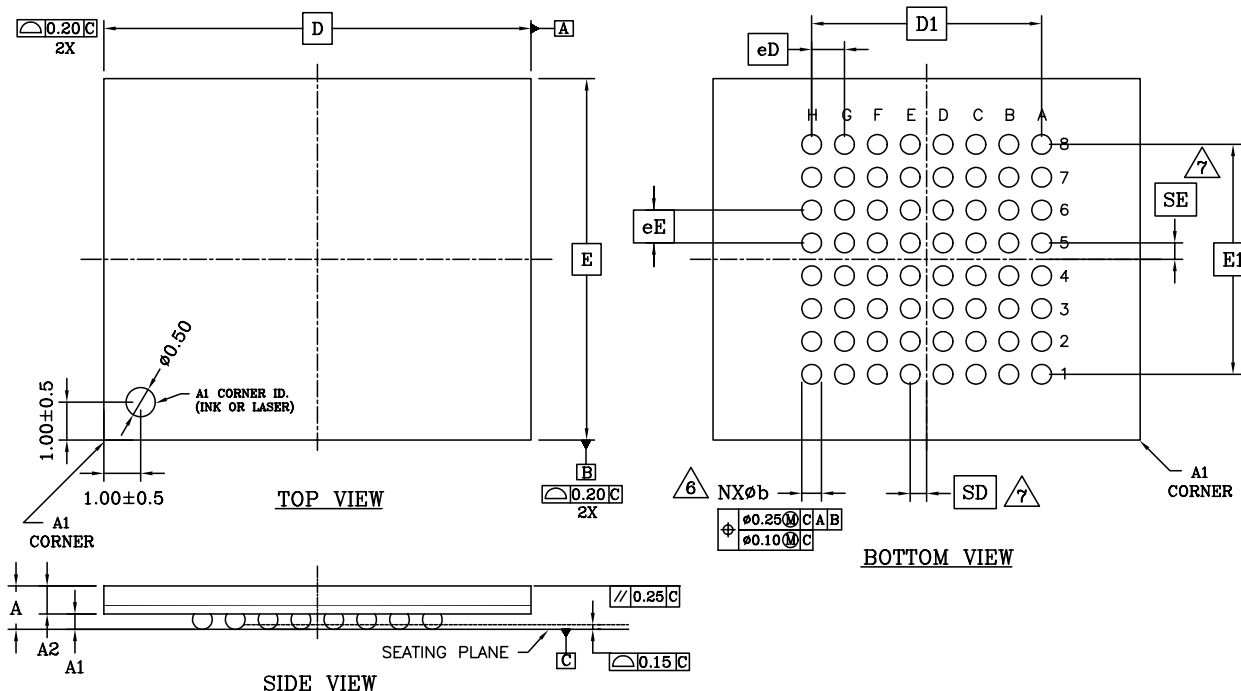 ⌓ 0.20 C
2X
D
A
E
ø0.50
A1 CORNER ID.
(INK OR LASER)
1.00±0.5
1.00±0.5
A1
CORNER
TOP VIEW
B
⌓ 0.20 C
2X
D1
eD
H G F E D C B A
8
7
6
5
4
3
2
1
7
SE
eE
E1
6 NXøb
SD 7
⌖ ø0.25 Ⓜ C A B
ø0.10 Ⓜ C
A1
CORNER
BOTTOM VIEW
A
A2
A1
// 0.25 C
SEATING PLANE
C
⌓ 0.15 C
SIDE VIEW